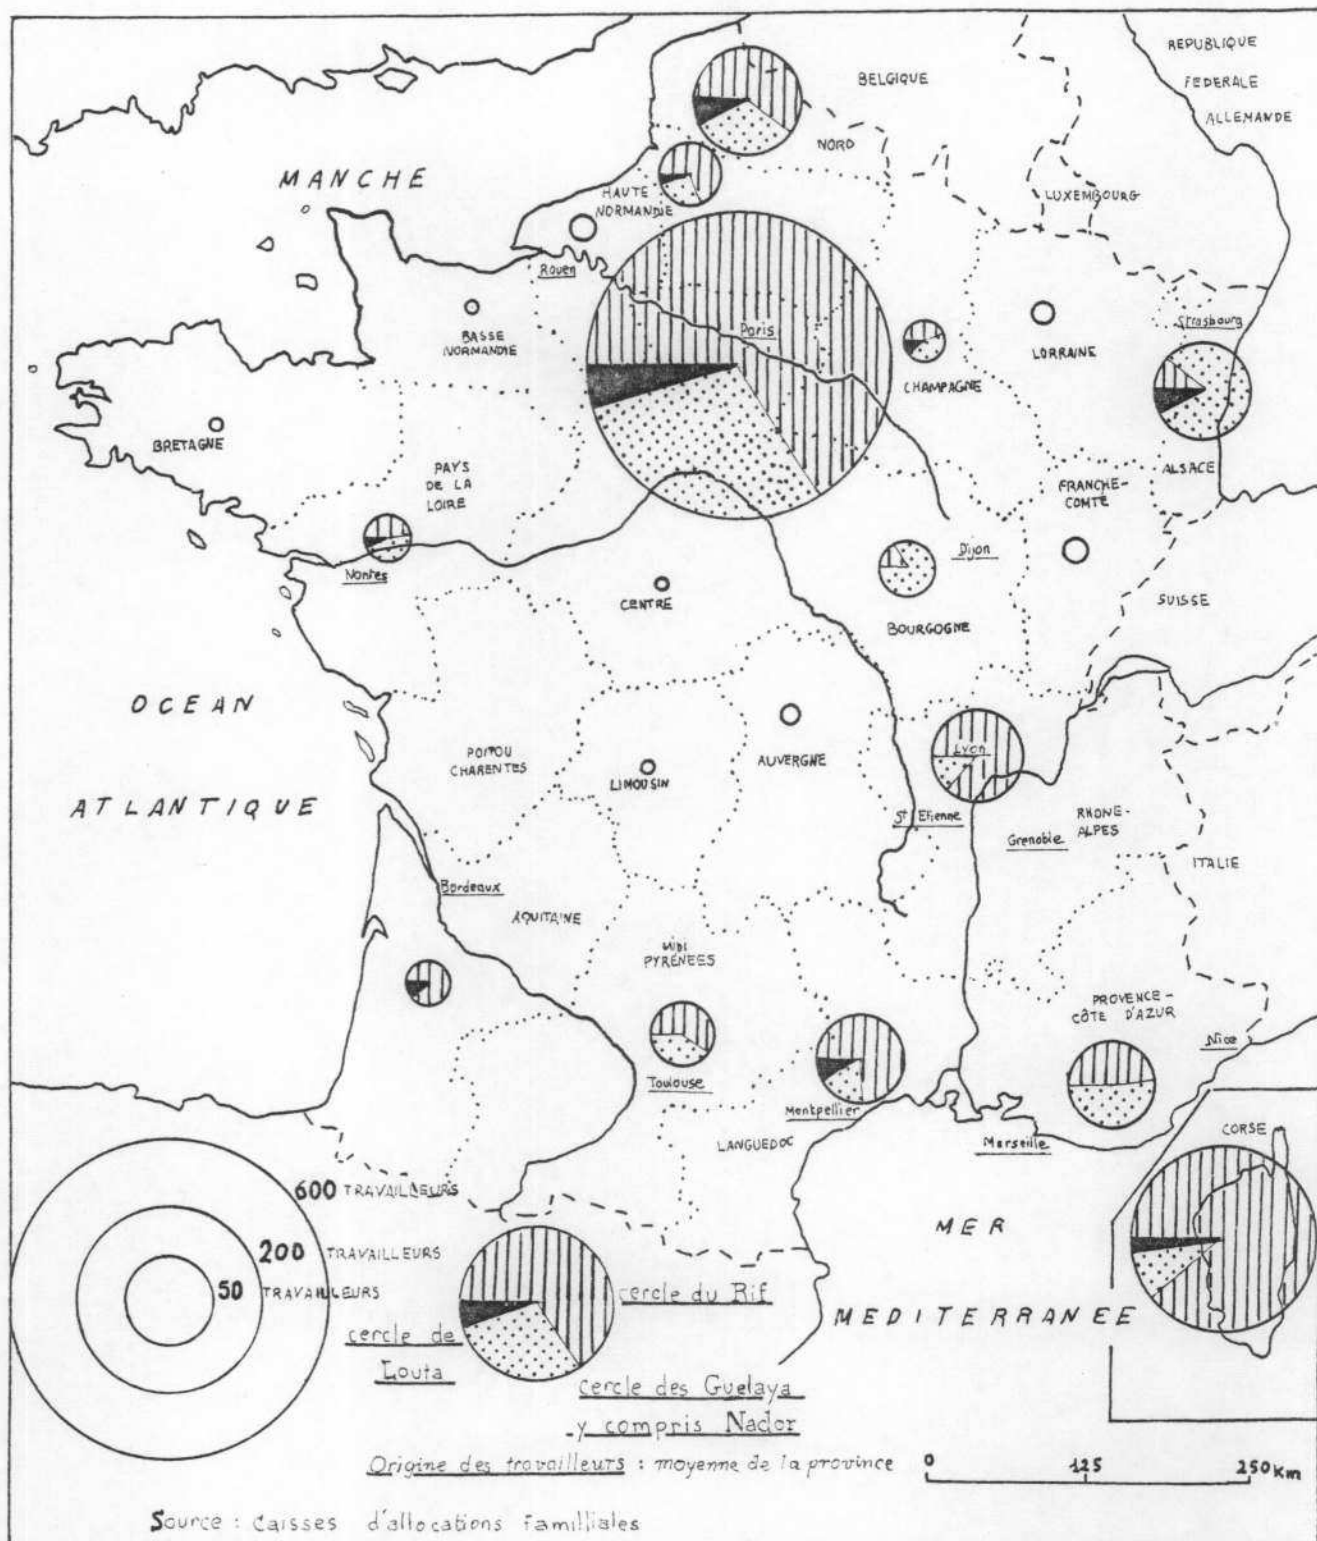 REPUBLIQUE
FEDERALE
ALLEMANDE
BELGIQUE
NORD
LUXEMBOURG
MANCHE
HAUTE
NORMANDIE
Rouen
BASSE
NORMANDIE
Paris
CHAMPAGNE
LORRAINE
Strasbourg
ALSACE
BRETAGNE
PAYS
DE LA
LOIRE
Nantes
FRANCHE-
COMTÉ
Dijon
BOURGOGNE
CENTRE
SUISSE
OCEAN
ATLANTIQUE
POITOU
CHARENTES
LIMOUSIN
AUVERGNE
Lyon
St Etienne
RHONE-
ALPES
Grenoble
ITALIE
Bordeaux
AQUITAINE
MIDI
PYRÉNÉES
Toulouse
Montpellier
PROVENCE-
CÔTE D'AZUR
Nice
Marseille
LANGUEDOC
CORSE
MER
MEDITERRANEE
600 TRAVAILLEURS
200 TRAVAILLEURS
50 TRAVAILLEURS
cercle du Rif
cercle de
Louta
cercle des Guelaya
y compris Nador
Origine des travailleurs : moyenne de la province
0 125 250 Km
Source : Caisses d'allocations familliales